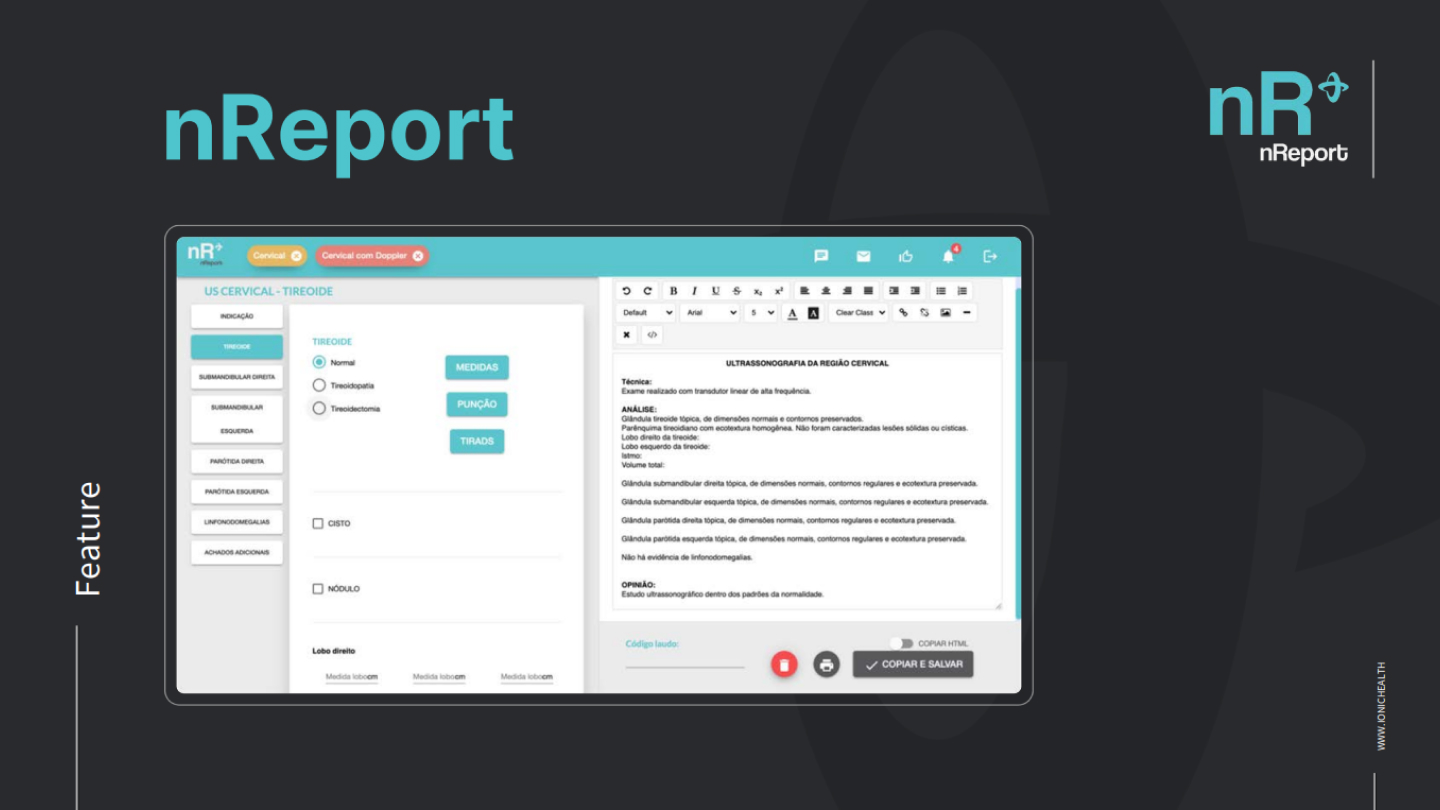 nReport
nR
nReport
Feature
WWW.IONICHEALTH
nR
nReport
Cervical
Cervical com Doppler
4
US CERVICAL - TIREOIDE
INDICAÇÃO
TIREOIDE
SUBMANDIBULAR DIREITA
SUBMANDIBULAR
ESQUERDA
PARÓTIDA DIREITA
PARÓTIDA ESQUERDA
LINFONODOMEGALIAS
ACHADOS ADICIONAIS
TIREOIDE
Normal
Tireoidopatia
Tireoidectomia
MEDIDAS
PUNÇÃO
TIRADS
CISTO
NÓDULO
Lobo direito
Medida lobocm Medida lobocm Medida lobocm
B I U S x₂ x²
Default Arial 5 A A Clear Class
ULTRASSONOGRAFIA DA REGIÃO CERVICAL
Técnica:
Exame realizado com transdutor linear de alta frequência.
ANÁLISE:
Glândula tireoide tópica, de dimensões normais e contornos preservados.
Parênquima tireoidiano com ecotextura homogênea. Não foram caracterizadas lesões sólidas ou císticas.
Lobo direito da tireoide:
Lobo esquerdo da tireoide:
Istmo:
Volume total:
Glândula submandibular direita tópica, de dimensões normais, contornos regulares e ecotextura preservada.
Glândula submandibular esquerda tópica, de dimensões normais, contornos regulares e ecotextura preservada.
Glândula parótida direita tópica, de dimensões normais, contornos regulares e ecotextura preservada.
Glândula parótida esquerda tópica, de dimensões normais, contornos regulares e ecotextura preservada.
Não há evidência de linfonodomegalias.
OPINIÃO:
Estudo ultrassonográfico dentro dos padrões da normalidade.
Código laudo:
COPIAR HTML
COPIAR E SALVAR